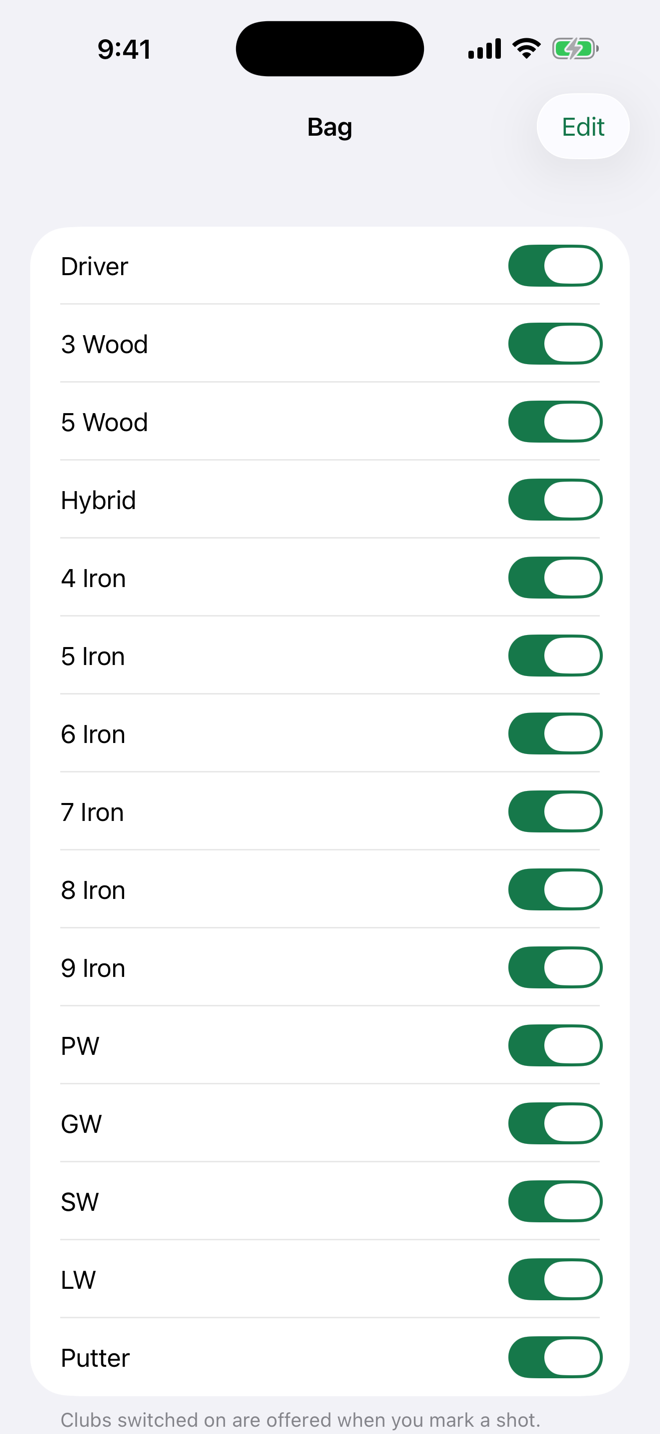 9:41
Bag
Edit
Driver
3 Wood
5 Wood
Hybrid
4 Iron
5 Iron
6 Iron
7 Iron
8 Iron
9 Iron
PW
GW
SW
LW
Putter
Clubs switched on are offered when you mark a shot.